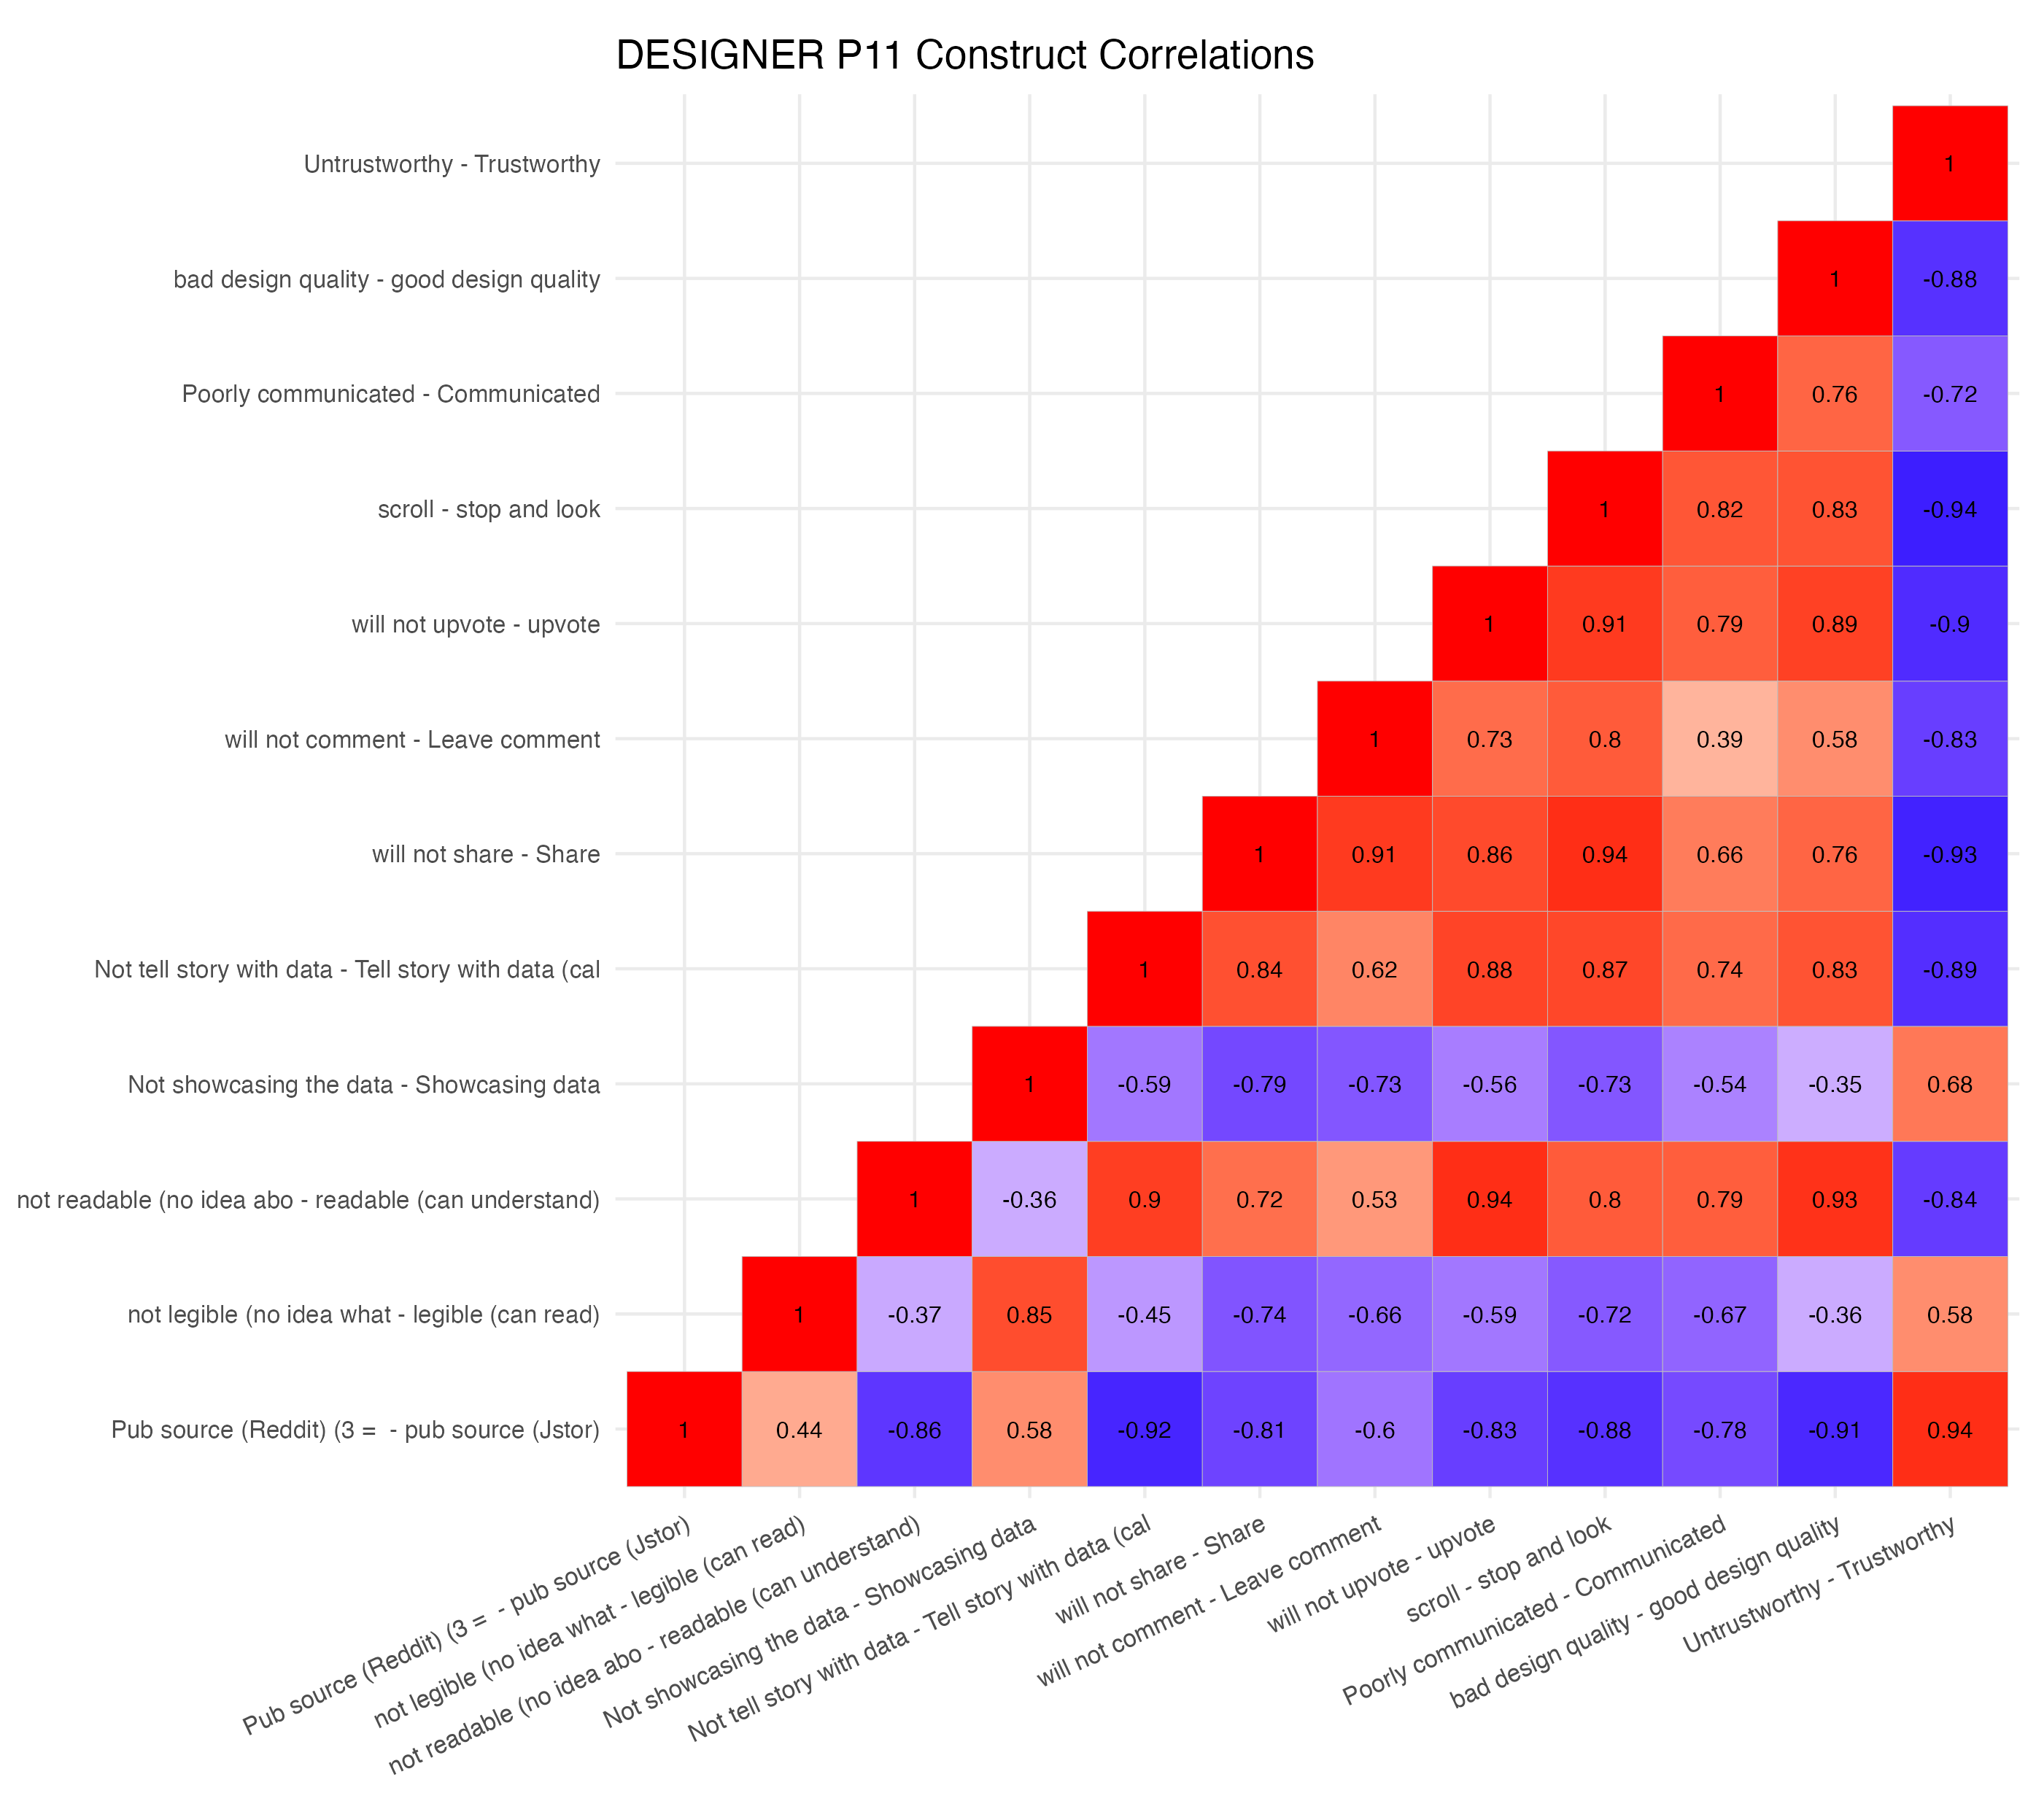 DESIGNER P11 Construct Correlations
Untrustworthy - Trustworthy
1
bad design quality - good design quality
1 -0.88
Poorly communicated - Communicated
1 0.76 -0.72
scroll - stop and look
1 0.82 0.83 -0.94
will not upvote - upvote
1 0.91 0.79 0.89 -0.9
will not comment - Leave comment
1 0.73 0.8 0.39 0.58 -0.83
will not share - Share
1 0.91 0.86 0.94 0.66 0.76 -0.93
Not tell story with data - Tell story with data (cal
1 0.84 0.62 0.88 0.87 0.74 0.83 -0.89
Not showcasing the data - Showcasing data
1 -0.59 -0.79 -0.73 -0.56 -0.73 -0.54 -0.35 0.68
not readable (no idea abo - readable (can understand)
1 -0.36 0.9 0.72 0.53 0.94 0.8 0.79 0.93 -0.84
not legible (no idea what - legible (can read)
1 -0.37 0.85 -0.45 -0.74 -0.66 -0.59 -0.72 -0.67 -0.36 0.58
Pub source (Reddit) (3 =  - pub source (Jstor)
1 0.44 -0.86 0.58 -0.92 -0.81 -0.6 -0.83 -0.88 -0.78 -0.91 0.94
Pub source (Reddit) (3 =  - pub source (Jstor)
not legible (no idea what - legible (can read)
not readable (no idea abo - readable (can understand)
Not showcasing the data - Showcasing data
Not tell story with data - Tell story with data (cal
will not share - Share
will not comment - Leave comment
will not upvote - upvote
scroll - stop and look
Poorly communicated - Communicated
bad design quality - good design quality
Untrustworthy - Trustworthy